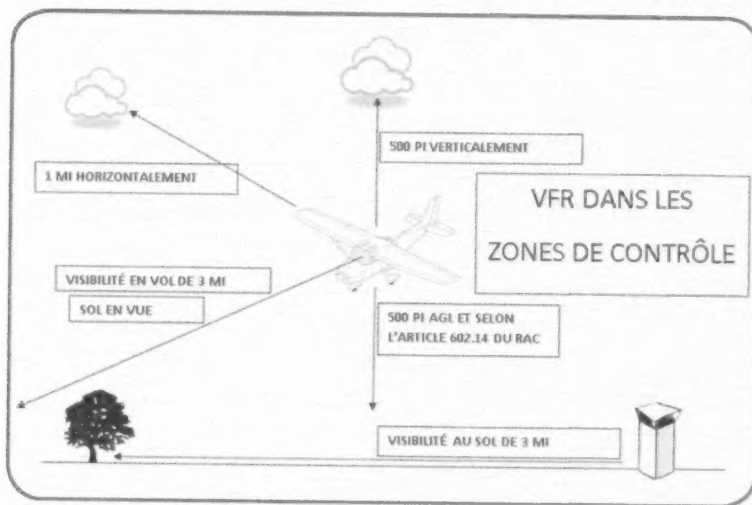 500 PI VERTICALEMENT
1 MI HORIZONTALEMENT
VFR DANS LES
ZONES DE CONTRÔLE
VISIBILITÉ EN VOL DE 3 MI
SOL EN VUE
500 PI AGL ET SELON
L'ARTICLE 602.14 DU RAC
VISIBILITÉ AU SOL DE 3 MI